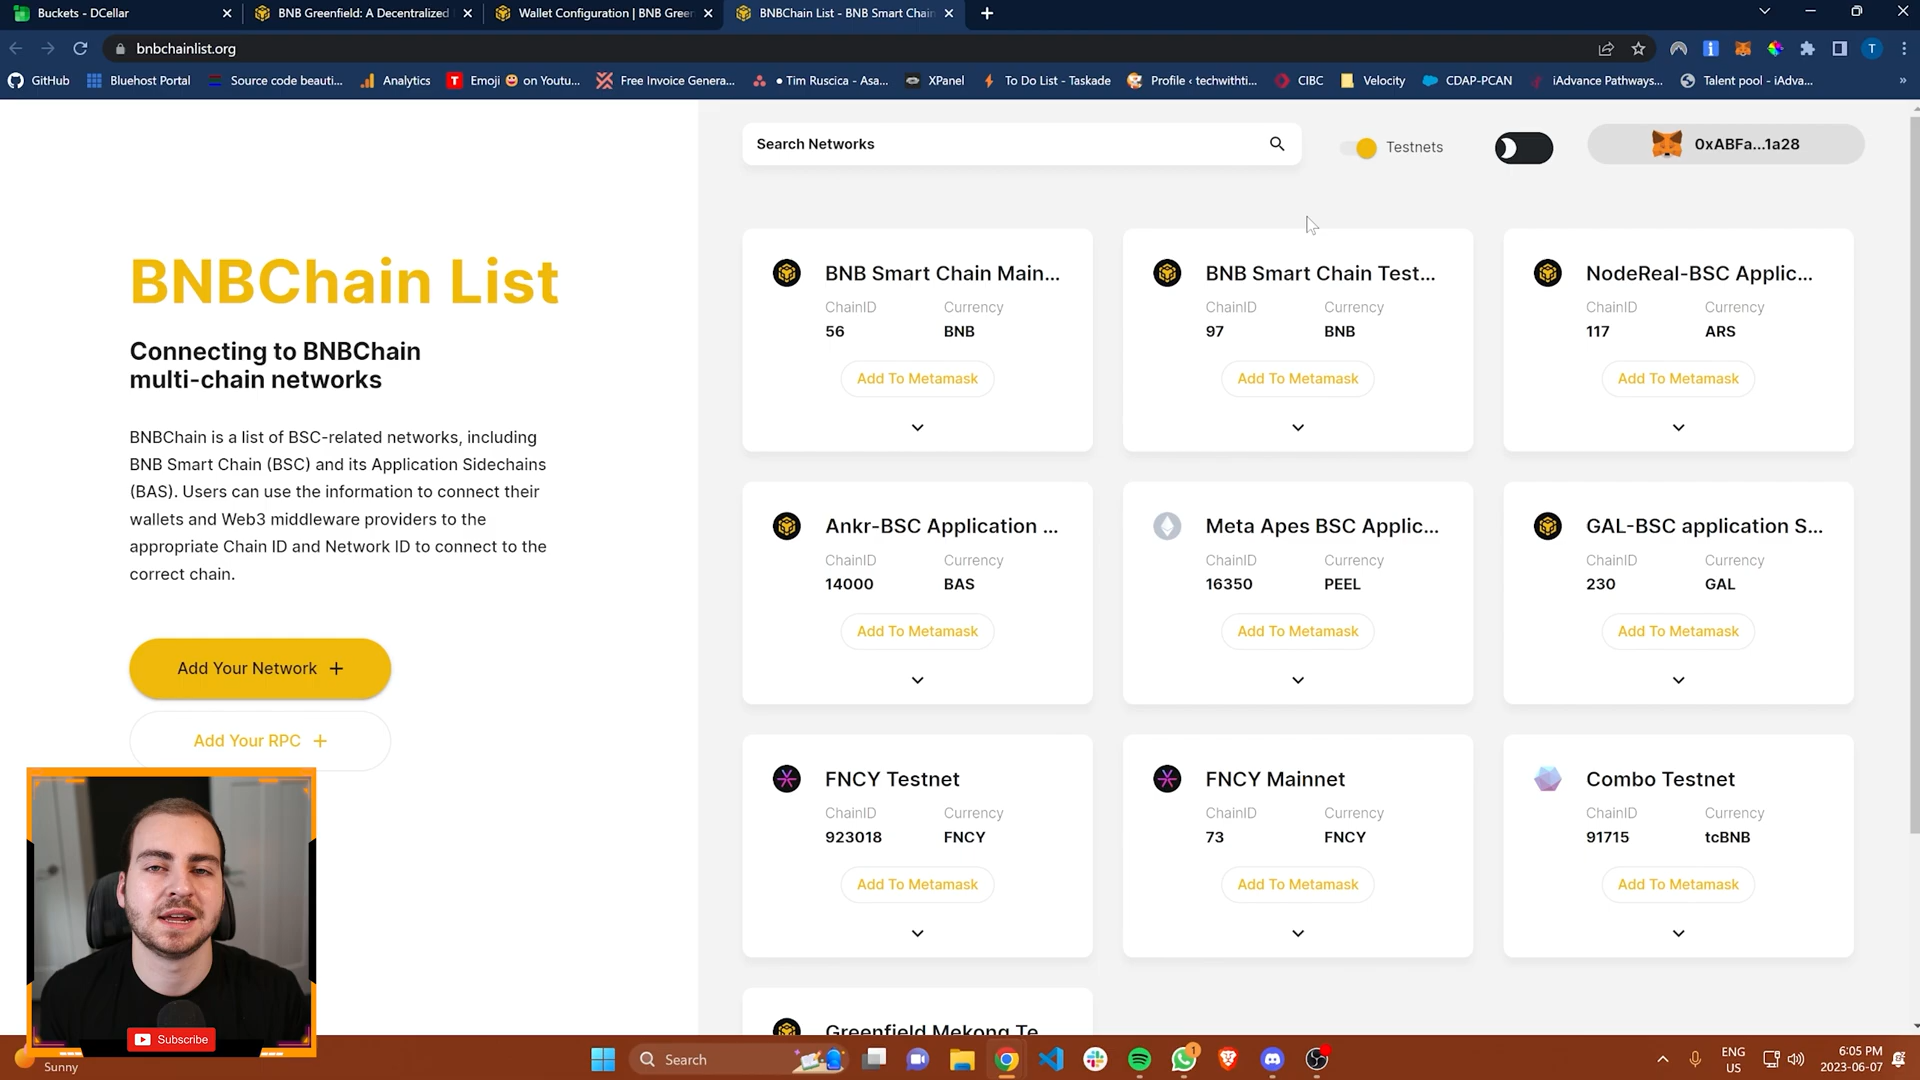 Buckets - DCellar
BNB Greenfield: A Decentralized
Wallet Configuration | BNB Green
BNBChain List - BNB Smart Chain
bnbchainlist.org
T
GitHub
Bluehost Portal
Source code beauti...
Analytics
T
Emoji 😀 on Youtu...
Free Invoice Genera...
• Tim Ruscica - Asa...
XPanel
To Do List - Taskade
Profile ‹ techwithti...
CIBC
Velocity
CDAP-PCAN
iAdvance Pathways...
Talent pool - iAdva...
»
Search Networks
Testnets
0xABFa...1a28
BNBChain List
Connecting to BNBChain
multi-chain networks
BNBChain is a list of BSC-related networks, including
BNB Smart Chain (BSC) and its Application Sidechains
(BAS). Users can use the information to connect their
wallets and Web3 middleware providers to the
appropriate Chain ID and Network ID to connect to the
correct chain.
Add Your Network +
Add Your RPC +
BNB Smart Chain Main...
ChainID Currency
56 BNB
Add To Metamask
BNB Smart Chain Test...
ChainID Currency
97 BNB
Add To Metamask
NodeReal-BSC Applic...
ChainID Currency
117 ARS
Add To Metamask
Ankr-BSC Application ...
ChainID Currency
14000 BAS
Add To Metamask
Meta Apes BSC Applic...
ChainID Currency
16350 PEEL
Add To Metamask
GAL-BSC application S...
ChainID Currency
230 GAL
Add To Metamask
FNCY Testnet
ChainID Currency
923018 FNCY
Add To Metamask
FNCY Mainnet
ChainID Currency
73 FNCY
Add To Metamask
Combo Testnet
ChainID Currency
91715 tcBNB
Add To Metamask
Greenfield Mekong Te...
Subscribe
Sunny
Search
1
ENG
US
6:05 PM
2023-06-07